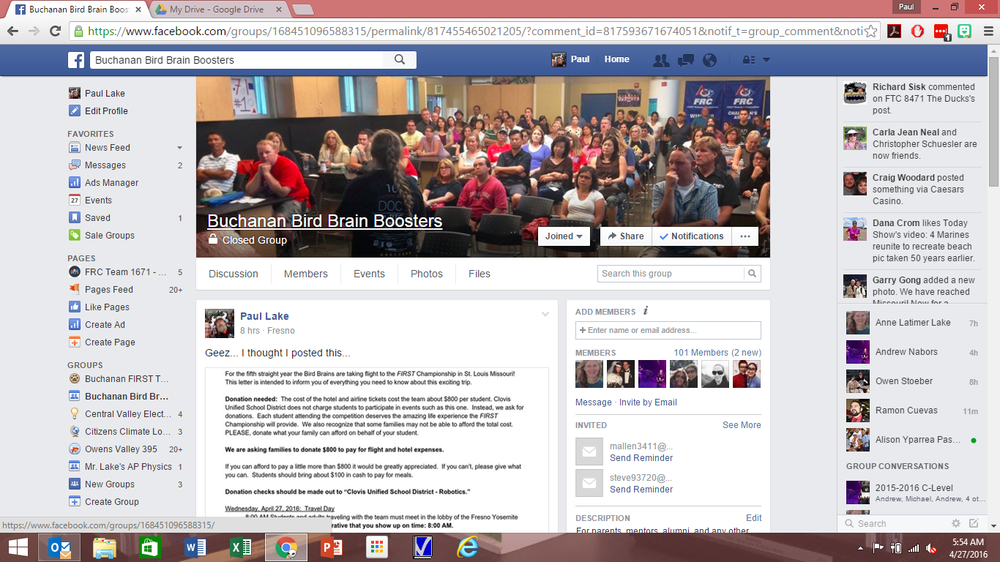 Buchanan Bird Brain Boos
My Drive - Google Drive
Paul
https://www.facebook.com/groups/168451096588315/permalink/817455465021205/?comment_id=817593671674051&notif_t=group_comment&noti
1
Buchanan Bird Brain Boosters
Paul
Home
Paul Lake
Edit Profile
FAVORITES
News Feed
Messages 2
Ads Manager
27 Events
Saved 1
Sale Groups
PAGES
FRC Team 1671 - ... 5
Pages Feed 20+
Like Pages
Create Ad
Create Page
GROUPS
Buchanan FIRST T...
Buchanan Bird Br...
Central Valley Elect... 4
Citizens Climate Lo... 3
Owens Valley 395 20+
Mr. Lake's AP Physics 1
New Groups 3
Create Group
FRC
FRC
Buchanan Bird Brain Boosters
Closed Group
Joined
Share
Notifications
...
Discussion
Members
Events
Photos
Files
Search this group
Paul Lake
8 hrs · Fresno
Geez... I thought I posted this...
For the fifth straight year the Bird Brains are taking flight to the FIRST Championship in St. Louis Missouri!
This letter is intended to inform you of everything you need to know about this exciting trip.
Donation needed: The cost of the hotel and airline tickets cost the team about $800 per student. Clovis
Unified School District does not charge students to participate in events such as this one. Instead, we ask for
donations. Each student attending the competition deserves the amazing life experience the FIRST
Championship will provide. We also recognize that some families may not be able to afford the total cost.
PLEASE, donate what your family can afford on behalf of your student.
We are asking families to donate $800 to pay for flight and hotel expenses.
If you can afford to pay a little more than $800 it would be greatly appreciated. If you can't, please give what
you can. Students should bring about $100 in cash to pay for meals.
Donation checks should be made out to "Clovis Unified School District - Robotics."
Wednesday, April 27, 2016: Travel Day
8:00 AM Students and adults traveling with the team must meet in the lobby of the Fresno Yosemite
rative that you show up on time: 8:00 AM.
ADD MEMBERS i
+ Enter name or email address...
MEMBERS 101 Members (2 new)
Message · Invite by Email
INVITED See More
mallen3411@...
Send Reminder
steve93720@...
Send Reminder
DESCRIPTION Edit
For parents, mentors, alumni, and any other
Richard Sisk commented
on FTC 8471 The Ducks's
post.
Carla Jean Neal and
Christopher Schuesler are
now friends.
Craig Woodard posted
something via Caesars
Casino.
Dana Crom likes Today
Show's video: 4 Marines
reunite to recreate beach
pic taken 50 years earlier.
Garry Gong added a new
photo. We have reached
Missouri! Now for a
Anne Latimer Lake 7h
Andrew Nabors 4h
Owen Stoeber 8h
Ramon Cuevas 11m
Alison Yparrea Pas...
GROUP CONVERSATIONS
2015-2016 C-Level
Andrew, Michael, Andrew, 4 ot...
Search
https://www.facebook.com/groups/168451096588315/
5:54 AM
4/27/2016